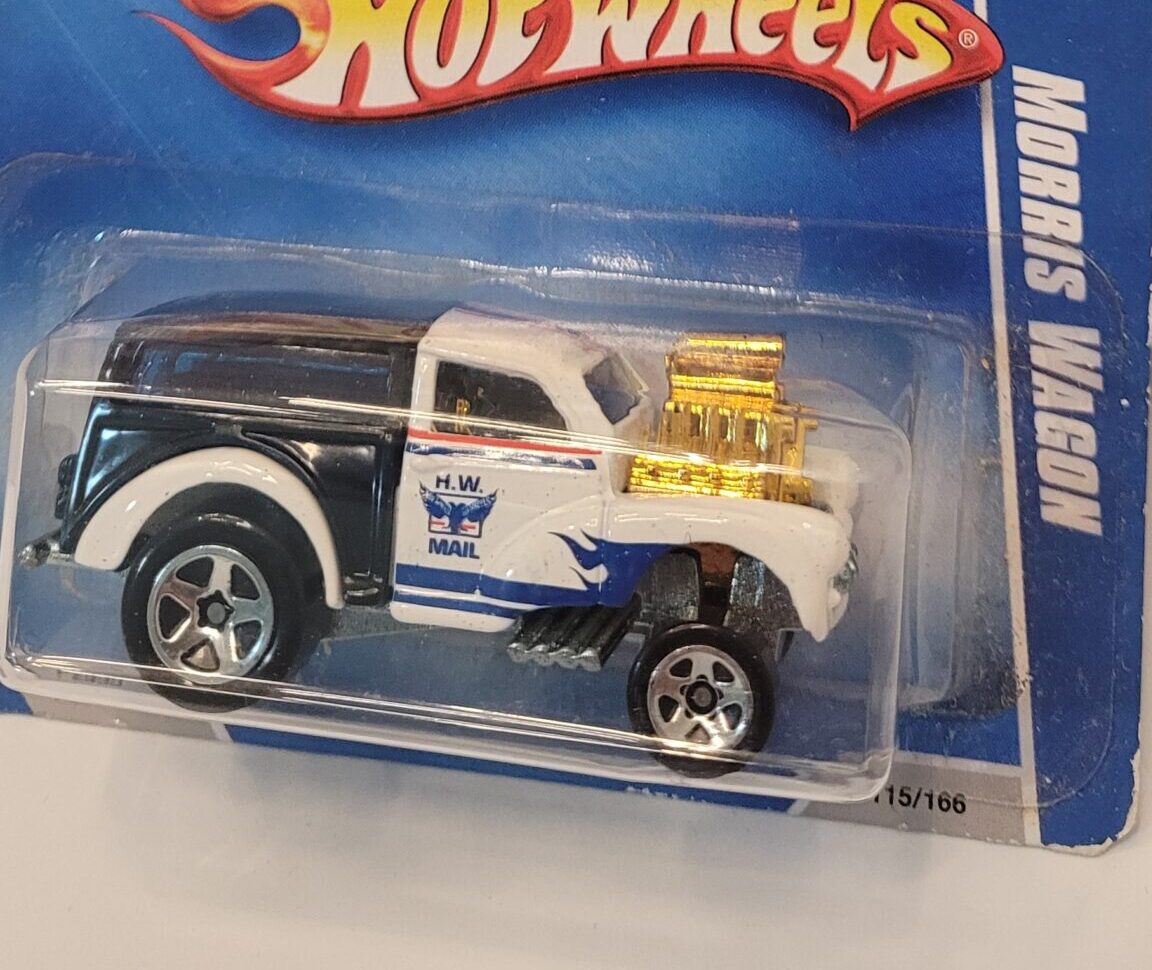 HOT WHEELS®
MORRIS WAGON
H.W.
MAIL
115/166